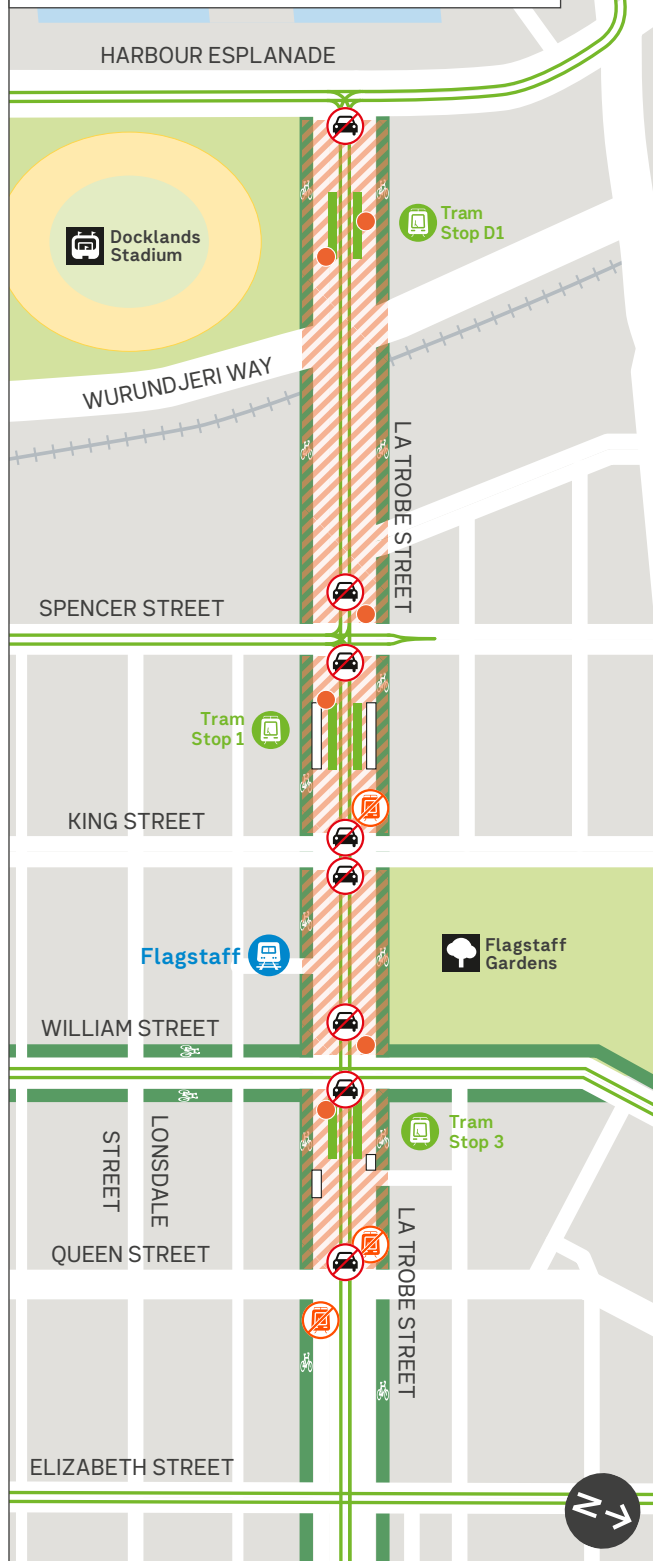 HARBOUR ESPLANADE
Tram
Stop D1
Docklands
Stadium
WURUNDJERI WAY
LA TROBE STREET
SPENCER STREET
Tram
Stop 1
KING STREET
Flagstaff
Flagstaff
Gardens
WILLIAM STREET
Tram
Stop 3
LONSDALE
STREET
LA TROBE STREET
QUEEN STREET
ELIZABETH STREET
N